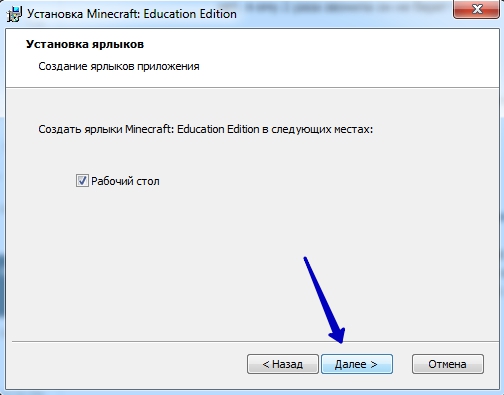 Установка Minecraft: Education Edition
Установка ярлыков
Создание ярлыков приложения
Создать ярлыки Minecraft: Education Edition в следующих местах:
Рабочий стол
< Назад
Далее >
Отмена